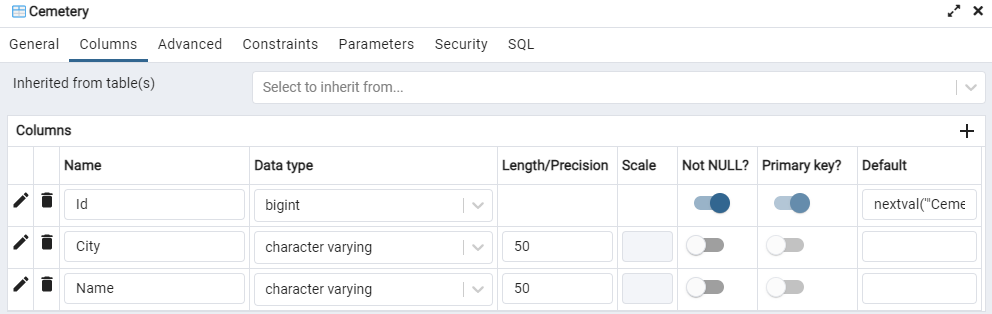 Cemetery
General Columns Advanced Constraints Parameters Security SQL
Inherited from table(s) Select to inherit from...
Columns
Name Data type Length/Precision Scale Not NULL? Primary key? Default
Id bigint nextval('"Ceme
City character varying 50
Name character varying 50